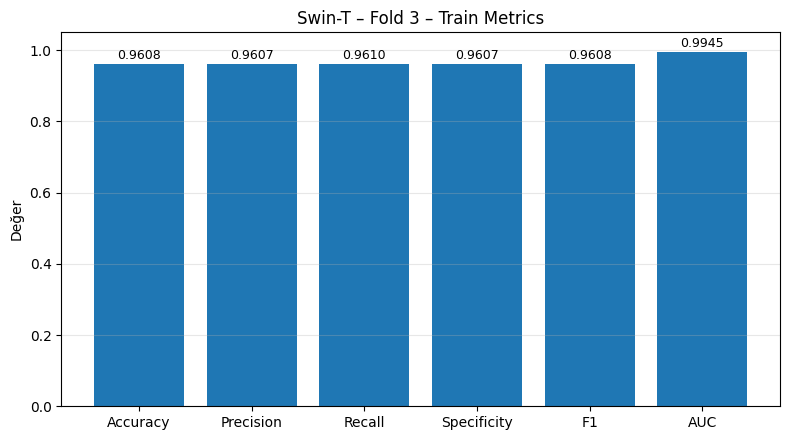 Swin-T – Fold 3 – Train Metrics
0.9608 0.9607 0.9610 0.9607 0.9608 0.9945
1.0
0.8
0.6
0.4
0.2
0.0
Değer
Accuracy Precision Recall Specificity F1 AUC